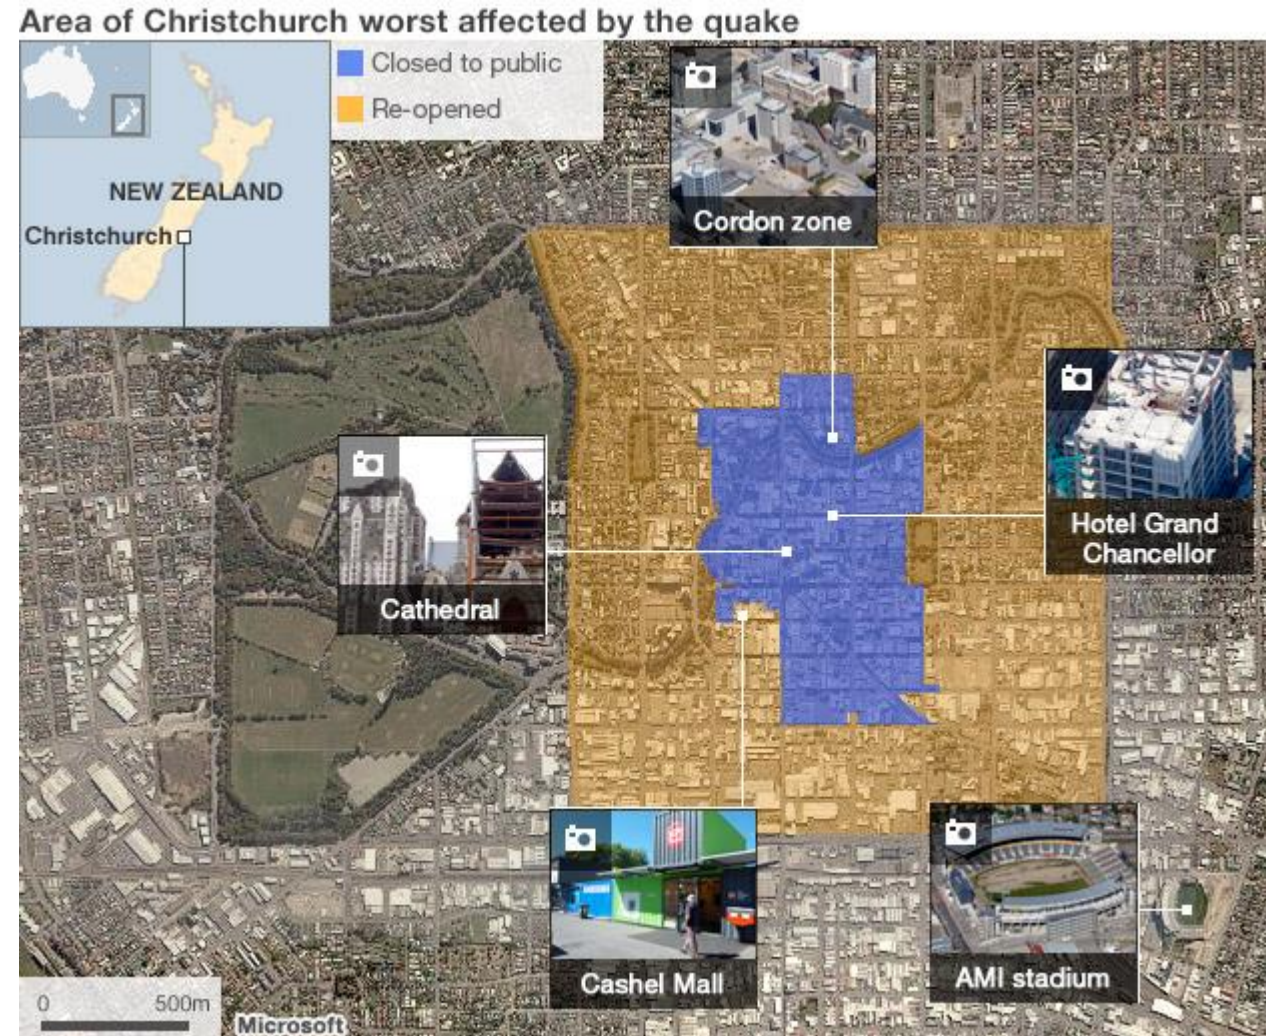 Area of Christchurch worst affected by the quake
Closed to public
Re-opened
NEW ZEALAND
Christchurch
Cordon zone
Hotel Grand
Chancellor
Cathedral
Cashel Mall
AMI stadium
0 500m
Microsoft